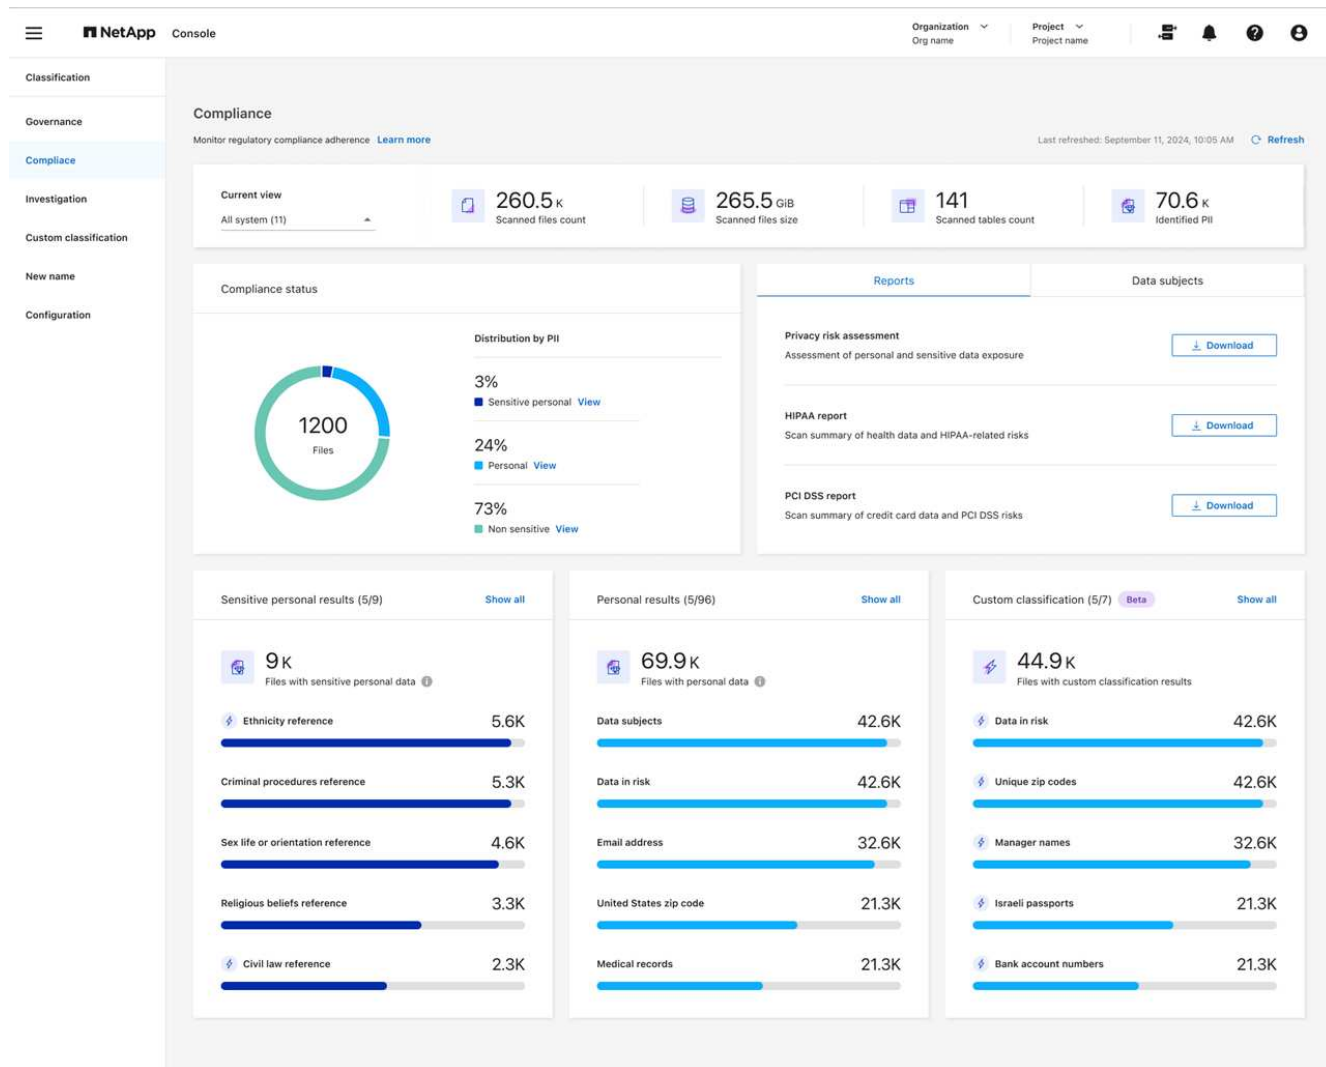 NetApp Console
Organization
Org name
Project
Project name
Classification
Governance
Compliace
Investigation
Custom classification
New name
Configuration
Compliance
Monitor regulatory compliance adherence Learn more
Last refreshed: September 11, 2024, 10:05 AM
Refresh
Current view
All system (11)
260.5 K
Scanned files count
265.5 GiB
Scanned files size
141
Scanned tables count
70.6 K
Identified PII
Compliance status
1200
Files
Distribution by PII
3%
Sensitive personal View
24%
Personal View
73%
Non sensitive View
Reports
Data subjects
Privacy risk assessment
Assessment of personal and sensitive data exposure
Download
HIPAA report
Scan summary of health data and HIPAA-related risks
Download
PCI DSS report
Scan summary of credit card data and PCI DSS risks
Download
Sensitive personal results (5/9) Show all
9 K
Files with sensitive personal data
Ethnicity reference 5.6K
Criminal procedures reference 5.3K
Sex life or orientation reference 4.6K
Religious beliefs reference 3.3K
Civil law reference 2.3K
Personal results (5/96) Show all
69.9 K
Files with personal data
Data subjects 42.6K
Data in risk 42.6K
Email address 32.6K
United States zip code 21.3K
Medical records 21.3K
Custom classification (5/7) Beta Show all
44.9 K
Files with custom classification results
Data in risk 42.6K
Unique zip codes 42.6K
Manager names 32.6K
Israeli passports 21.3K
Bank account numbers 21.3K